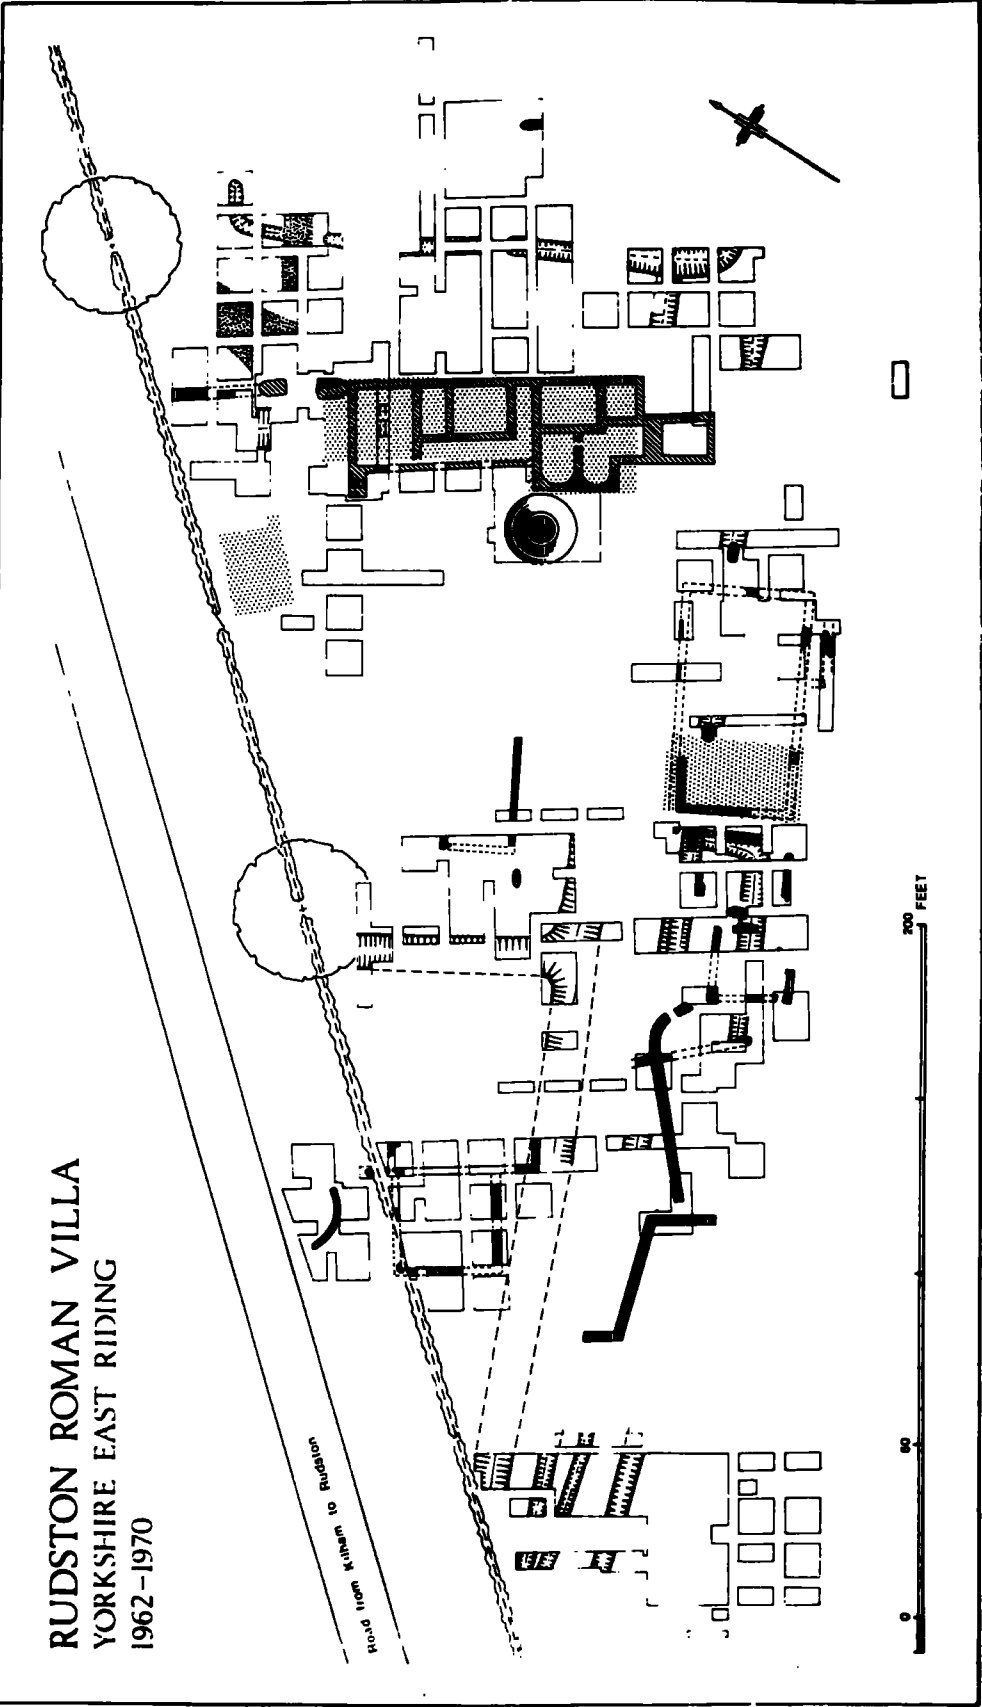 RUDSTON ROMAN VILLA
YORKSHIRE EAST RIDING
1962–1970
Road from Kilham to Rudston
0
50
200 FEET